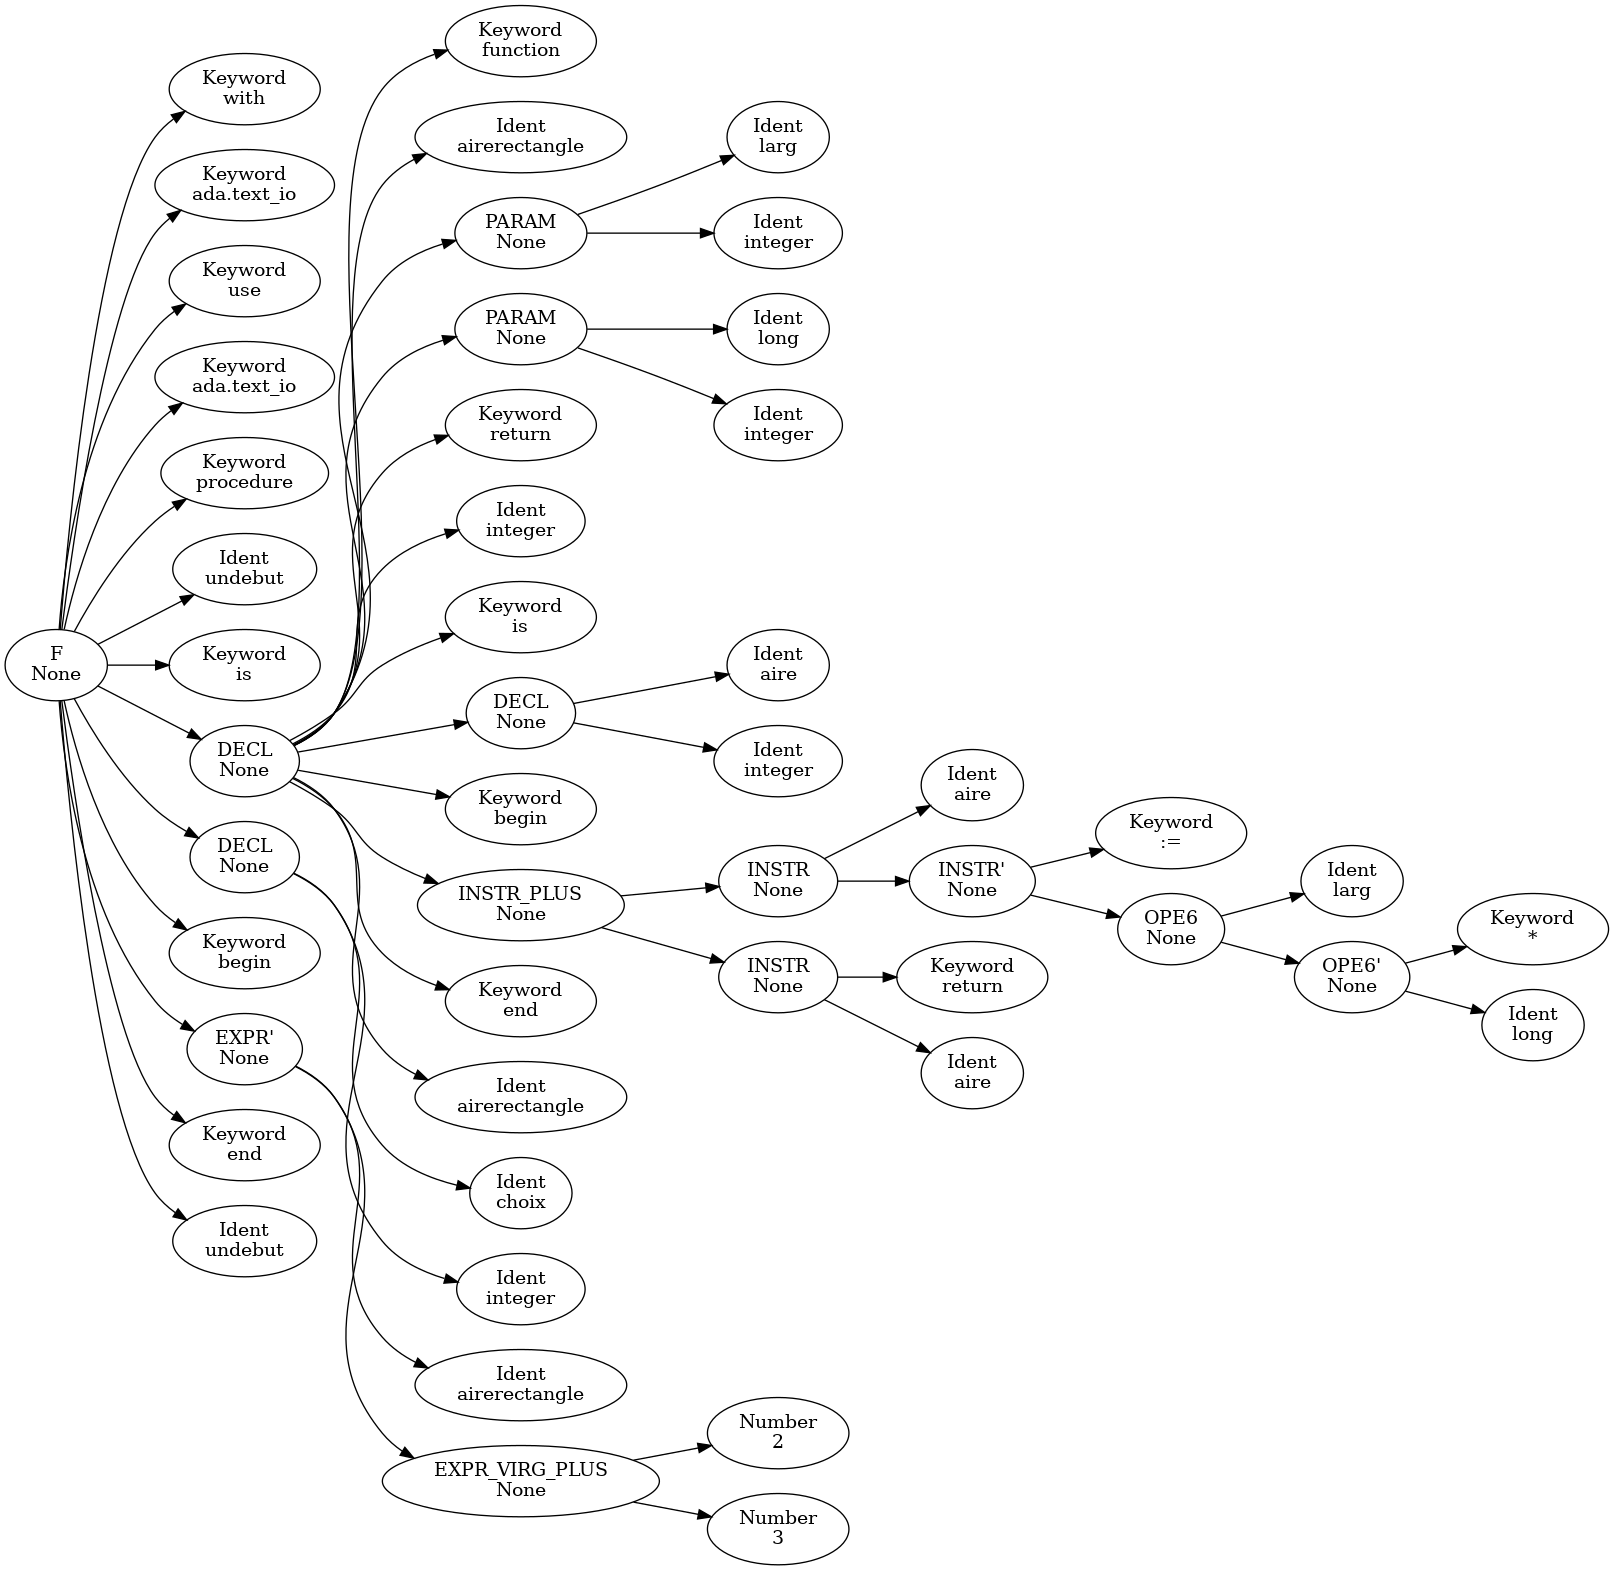 F
None
Keyword
with
Keyword
ada.text_io
Keyword
use
Keyword
ada.text_io
Keyword
procedure
Ident
undebut
Keyword
is
DECL
None
DECL
None
Keyword
begin
EXPR'
None
Keyword
end
Ident
undebut
Keyword
function
Ident
airerectangle
PARAM
None
PARAM
None
Keyword
return
Ident
integer
Keyword
is
DECL
None
Keyword
begin
INSTR_PLUS
None
Keyword
end
Ident
airerectangle
Ident
choix
Ident
integer
Ident
airerectangle
EXPR_VIRG_PLUS
None
Ident
larg
Ident
integer
Ident
long
Ident
integer
Ident
aire
Ident
integer
INSTR
None
INSTR
None
Number
2
Number
3
Ident
aire
INSTR'
None
Keyword
return
Ident
aire
Keyword
:=
OPE6
None
Ident
larg
OPE6'
None
Keyword
*
Ident
long